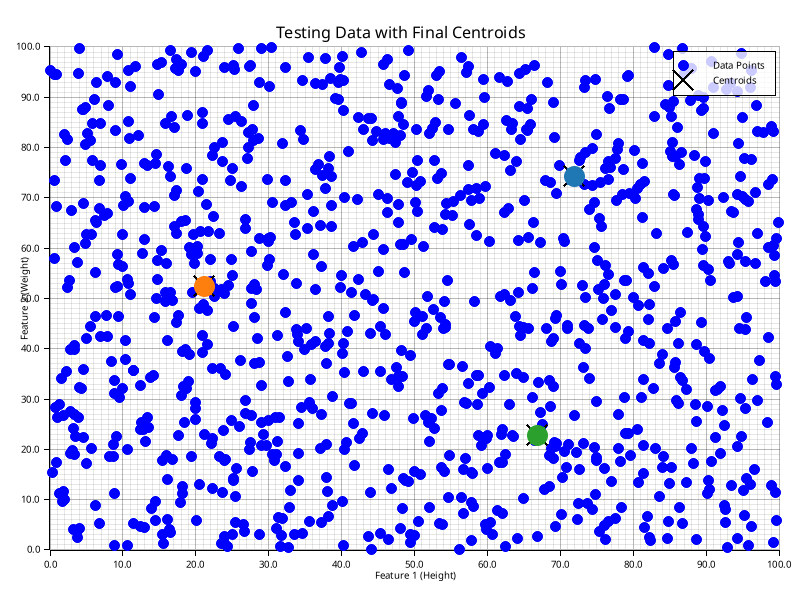 Testing Data with Final Centroids
Data Points
Centroids
100.0
90.0
80.0
70.0
60.0
50.0
40.0
30.0
20.0
10.0
0.0
Feature 2 (Weight)
0.0 10.0 20.0 30.0 40.0 50.0 60.0 70.0 80.0 90.0 100.0
Feature 1 (Height)